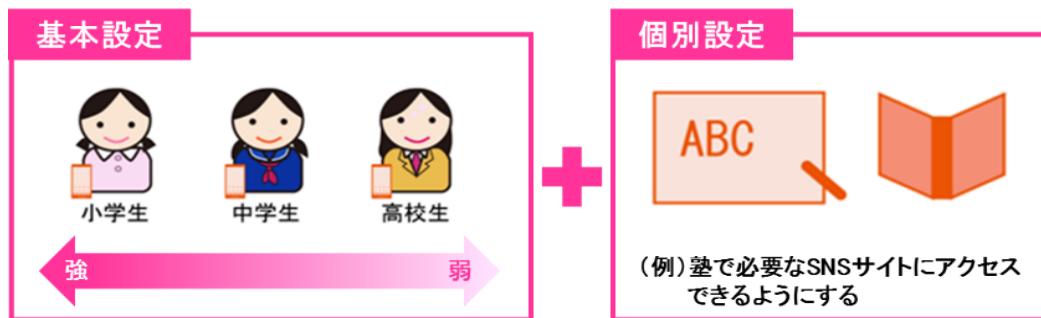 基本設定
小学生
中学生
高校生
強
弱
個別設定
ABC
(例)塾で必要なSNSサイトにアクセス
できるようにする